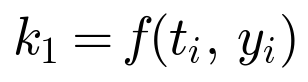 k₁ = f(tᵢ, yᵢ)